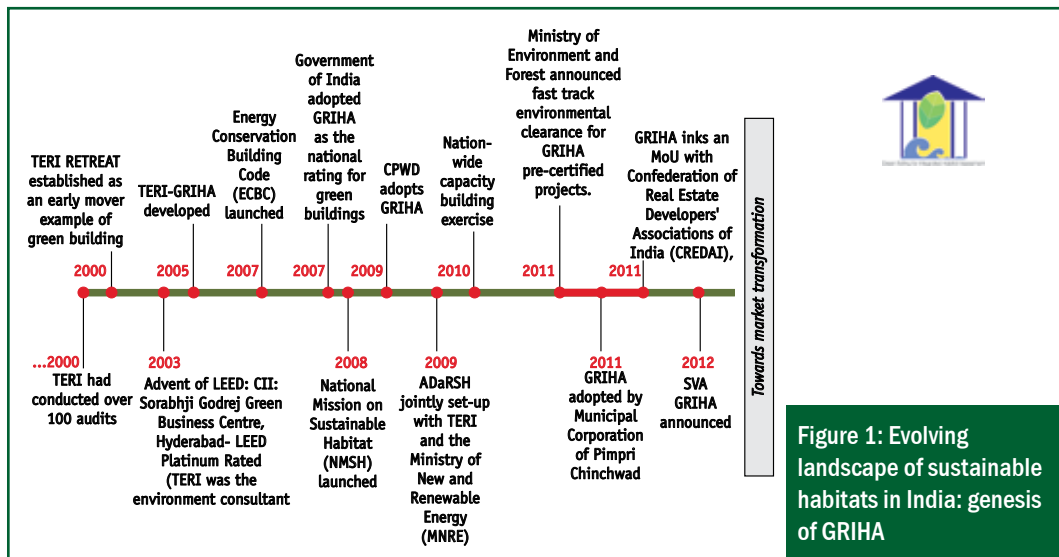 TERI RETREAT
established as
an early mover
example of
green building
2000
TERI-GRIHA
developed
2005
Energy
Conservation
Building
Code
(ECBC)
launched
2007
Government
of India
adopted
GRIHA
as the
national
rating for
green
buildings
2007
CPWD
adopts
GRIHA
2009
Nation-
wide
capacity
building
exercise
2010
Ministry of
Environment and
Forest announced
fast track
environmental
clearance for
GRIHA
pre-certified
projects.
2011
GRIHA inks an
MoU with
Confederation of
Real Estate
Developers'
Associations of
India (CREDAI),
2011
...2000
TERI had
conducted over
100 audits
2003
Advent of LEED: CII:
Sorabhji Godrej Green
Business Centre,
Hyderabad- LEED
Platinum Rated
(TERI was the
environment consultant
2008
National
Mission on
Sustainable
Habitat
(NMSH)
launched
2009
ADaRSH
jointly set-up
with TERI
and the
Ministry of
New and
Renewable
Energy
(MNRE)
2011
GRIHA
adopted by
Municipal
Corporation
of Pimpri
Chinchwad
2012
SVA
GRIHA
announced
Towards market transformation
Figure 1: Evolving
landscape of sustainable
habitats in India: genesis
of GRIHA